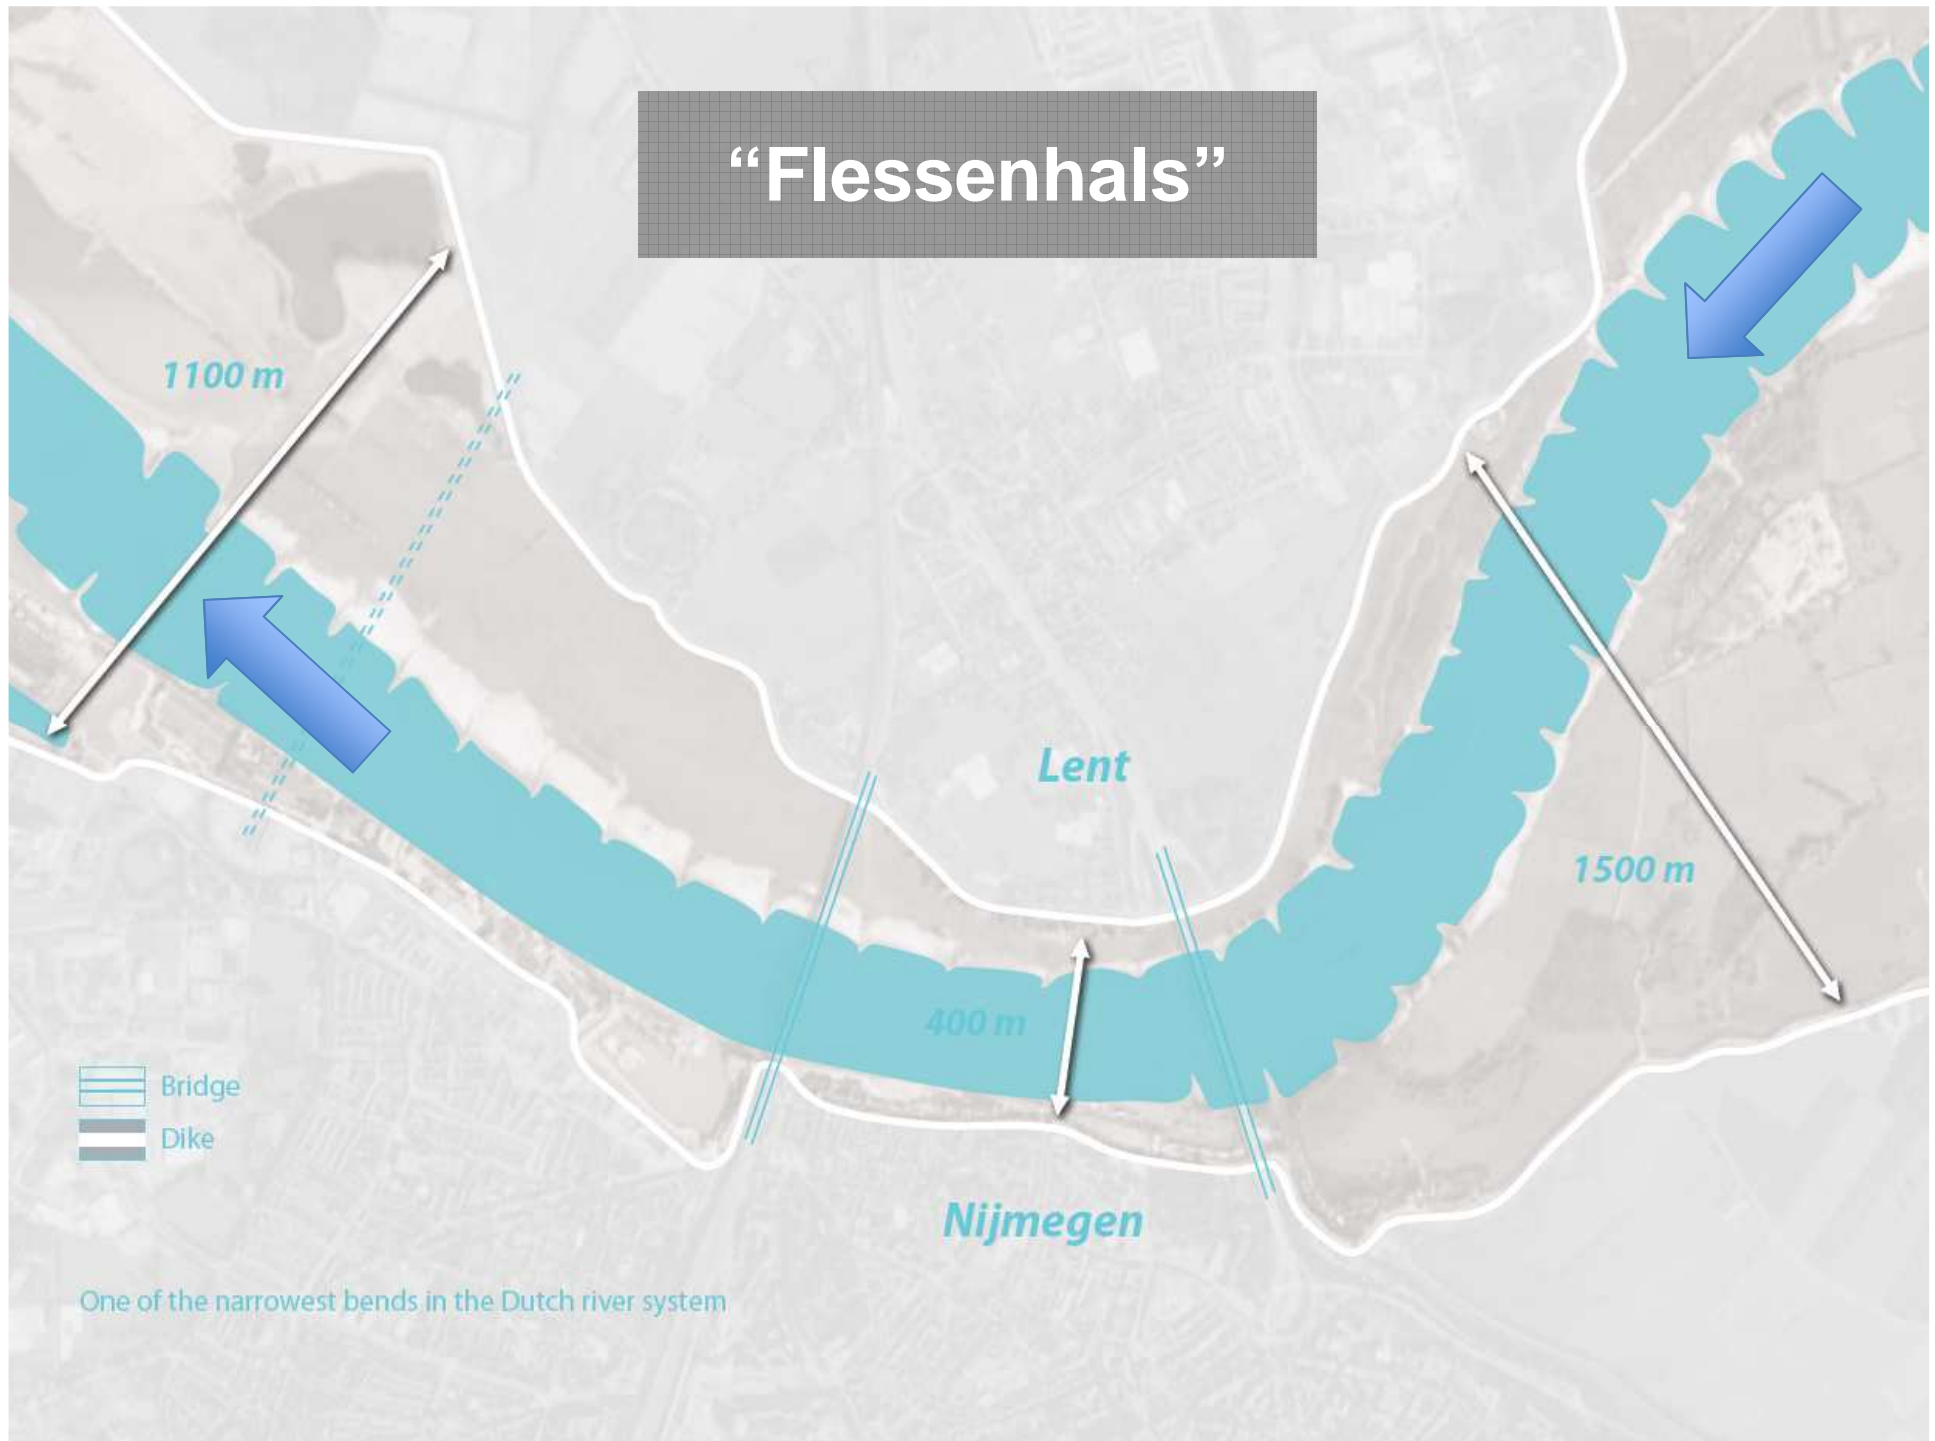 “Flessenhals”
1100 m
Lent
1500 m
400 m
Bridge
Dike
Nijmegen
One of the narrowest bends in the Dutch river system